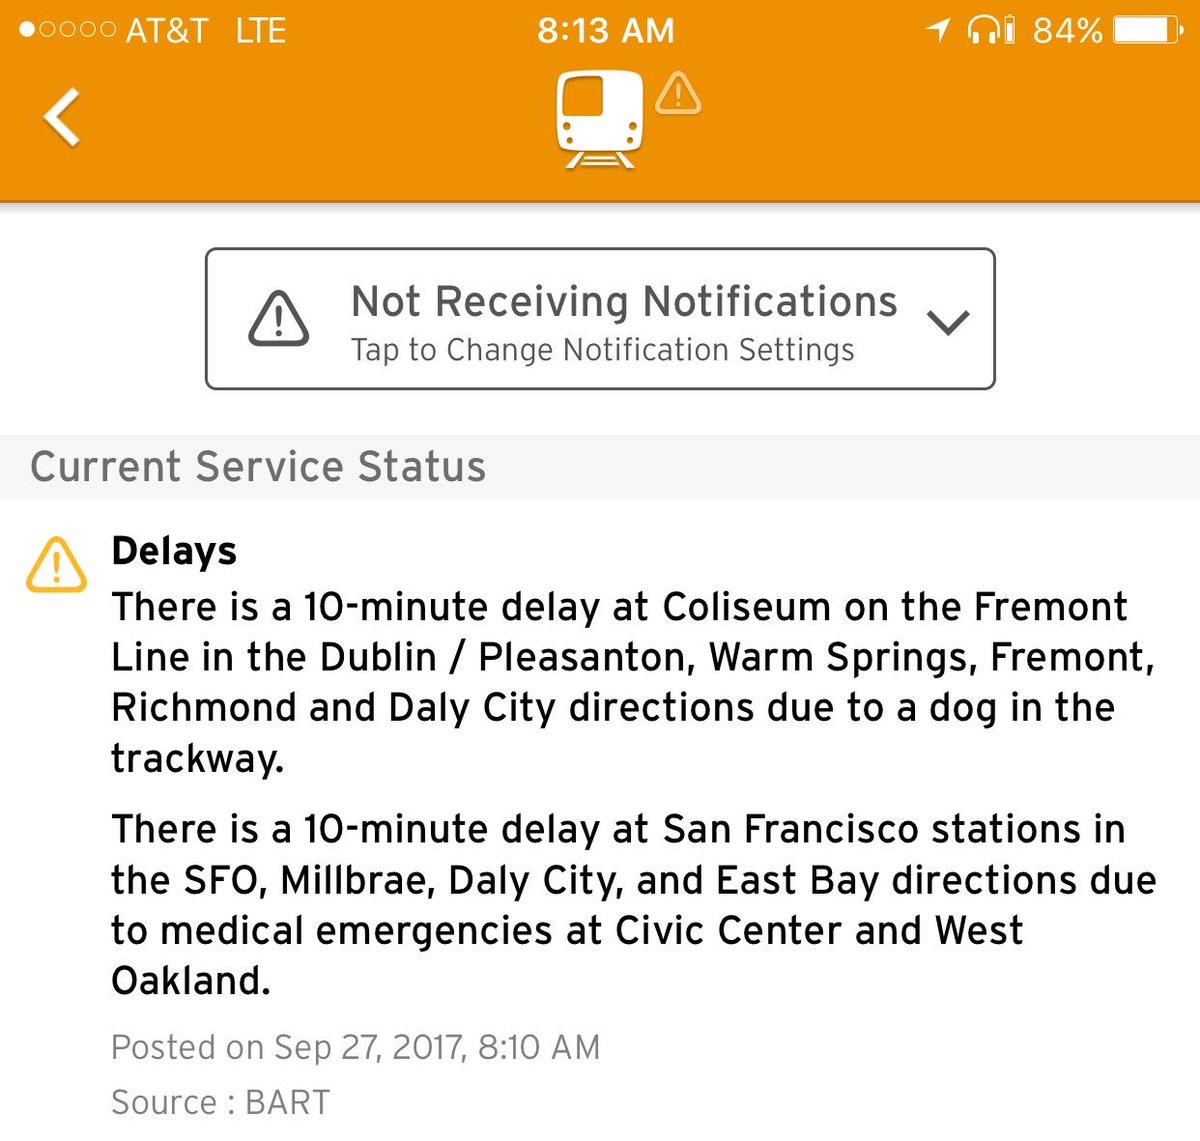 AT&T LTE 8:13 AM 84%
Not Receiving Notifications
Tap to Change Notification Settings
Current Service Status
Delays
There is a 10-minute delay at Coliseum on the Fremont
Line in the Dublin / Pleasanton, Warm Springs, Fremont,
Richmond and Daly City directions due to a dog in the
trackway.
There is a 10-minute delay at San Francisco stations in
the SFO, Millbrae, Daly City, and East Bay directions due
to medical emergencies at Civic Center and West
Oakland.
Posted on Sep 27, 2017, 8:10 AM
Source : BART